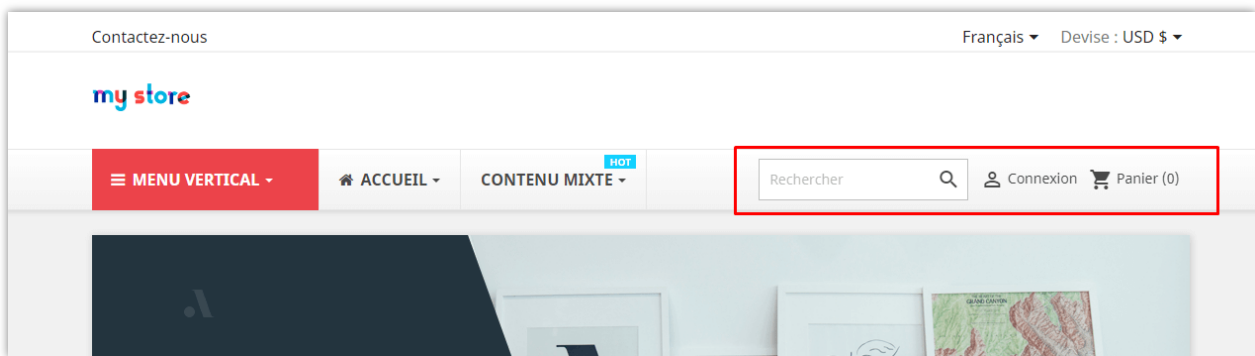 Contactez-nous
Français
Devise : USD $
my store
MENU VERTICAL
ACCUEIL
CONTENU MIXTE
HOT
Rechercher
Connexion
Panier (0)
GRAND CANYON